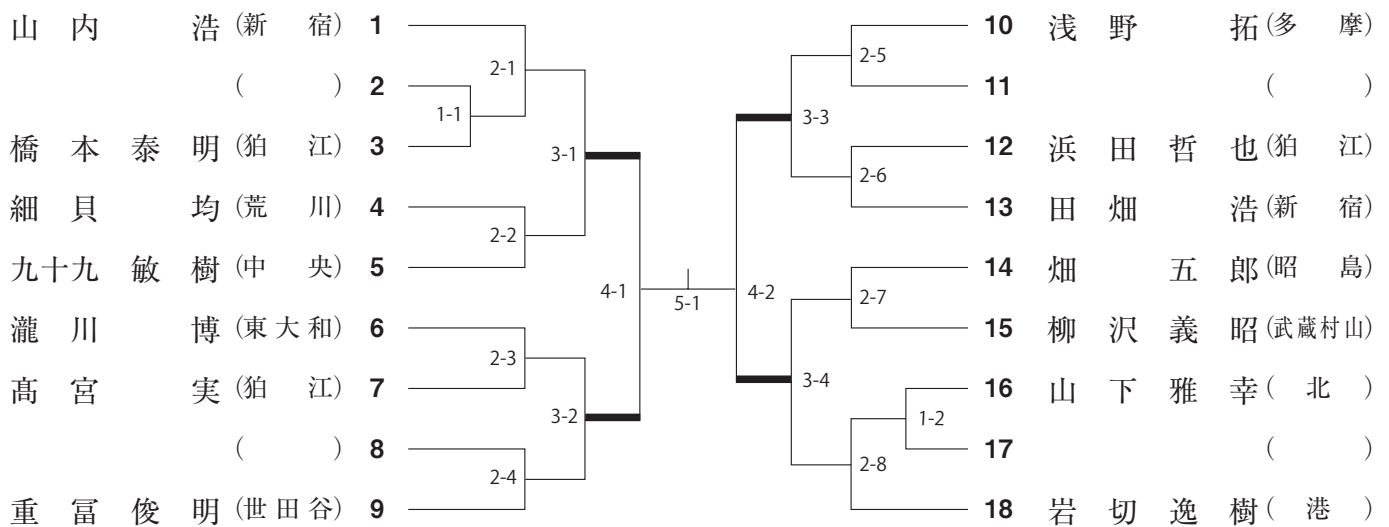 山内 浩 (新宿) 1
( ) 2
橋本泰明 (狛江) 3
細貝 均 (荒川) 4
九十九敏樹 (中央) 5
瀧川 博 (東大和) 6
髙宮 実 (狛江) 7
( ) 8
重冨俊明 (世田谷) 9
2-1
1-1
3-1
2-2
4-1
2-3
3-2
2-4
5-1
4-2
2-5
3-3
2-6
2-7
3-4
1-2
2-8
10 浅野 拓 (多摩)
11 ( )
12 浜田哲也 (狛江)
13 田畑 浩 (新宿)
14 畑 五郎 (昭島)
15 柳沢義昭 (武蔵村山)
16 山下雅幸 (北)
17 ( )
18 岩切逸樹 (港)